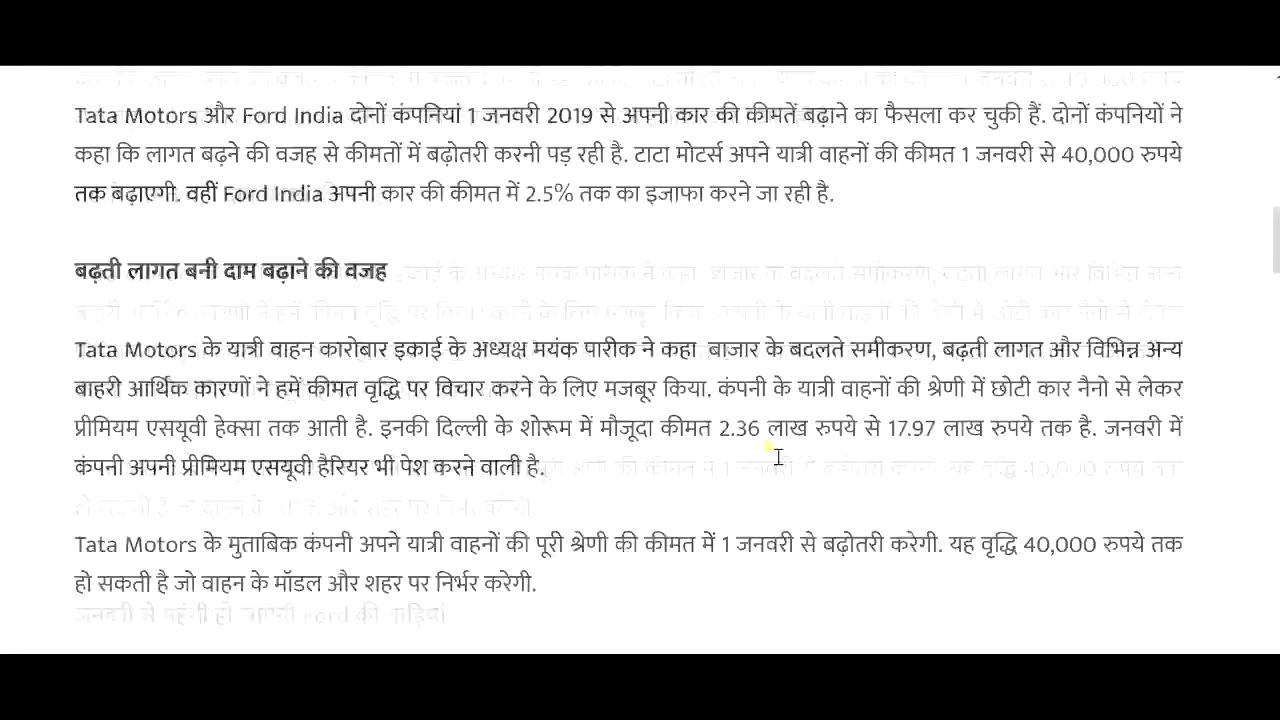 Tata Motors और Ford India दोनों कंपनियां 1 जनवरी 2019 से अपनी कार की कीमतें बढ़ाने का फैसला कर चुकी हैं. दोनों कंपनियों ने
कहा कि लागत बढ़ने की वजह से कीमतों में बढ़ोतरी करनी पड़ रही है. टाटा मोटर्स अपने यात्री वाहनों की कीमत 1 जनवरी से 40,000 रुपये
तक बढ़ाएगी. वहीं Ford India अपनी कार की कीमत में 2.5% तक का इजाफा करने जा रही है.
बढ़ती लागत बनी दाम बढ़ाने की वजह
Tata Motors के यात्री वाहन कारोबार इकाई के अध्यक्ष मयंक पारीक ने कहा बाजार के बदलते समीकरण, बढ़ती लागत और विभिन्न अन्य
बाहरी आर्थिक कारणों ने हमें कीमत वृद्धि पर विचार करने के लिए मजबूर किया. कंपनी के यात्री वाहनों की श्रेणी में छोटी कार नैनो से लेकर
प्रीमियम एसयूवी हेक्सा तक आती है. इनकी दिल्ली के शोरूम में मौजूदा कीमत 2.36 लाख रुपये से 17.97 लाख रुपये तक है. जनवरी में
कंपनी अपनी प्रीमियम एसयूवी हैरियर भी पेश करने वाली है.
Tata Motors के मुताबिक कंपनी अपने यात्री वाहनों की पूरी श्रेणी की कीमत में 1 जनवरी से बढ़ोतरी करेगी. यह वृद्धि 40,000 रुपये तक
हो सकती है जो वाहन के मॉडल और शहर पर निर्भर करेगी.
जनवरी से महंगी हो जाएंगी Ford की गाड़ियां